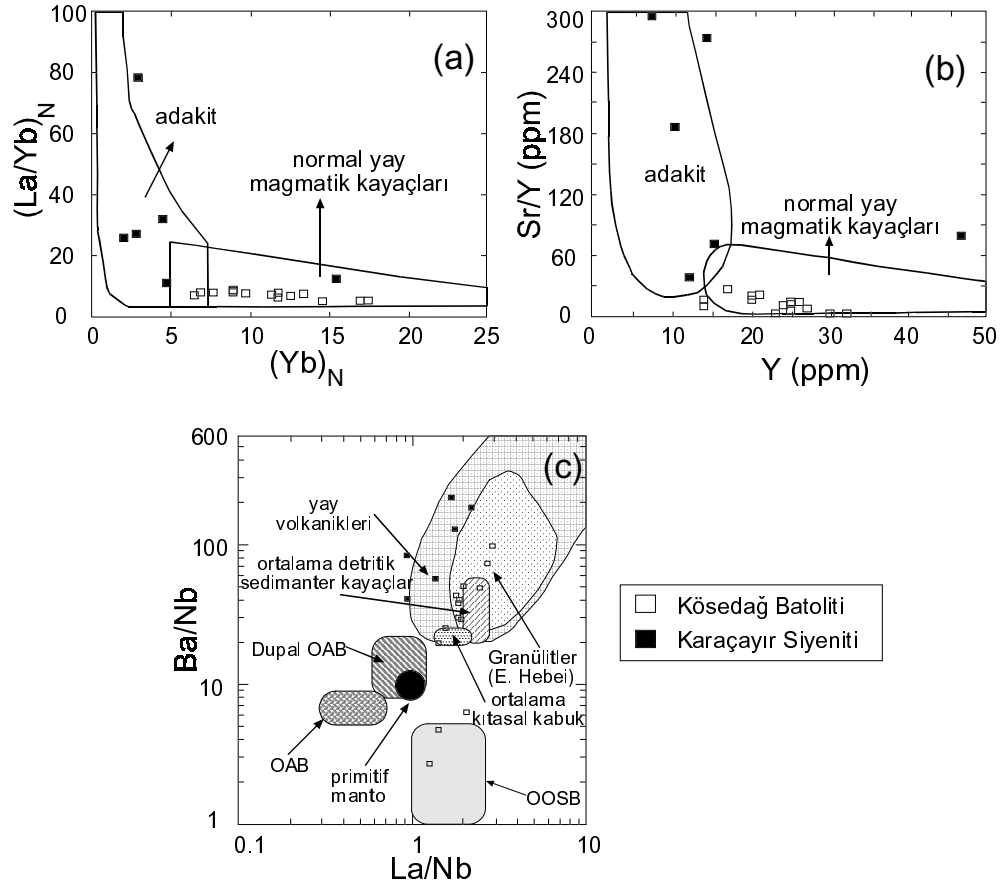 (a)
(La/Yb)N
100
80
60
40
20
0
adakit
normal yay
magmatik kayaçları
0
5
10
15
20
25
(Yb)N
(b)
Sr/Y (ppm)
300
240
180
120
60
0
adakit
normal yay
magmatik kayaçları
0
10
20
30
40
50
Y (ppm)
(c)
Ba/Nb
600
100
10
1
yay
volkanikleri
ortalama detritik
sedimanter kayaçlar
Dupal OAB
Granülitler
(E. Hebei)
ortalama
kıtasal kabuk
OAB
primitif
manto
OOSB
0.1
1
10
La/Nb
Kösedağ Batoliti
Karaçayır Siyeniti